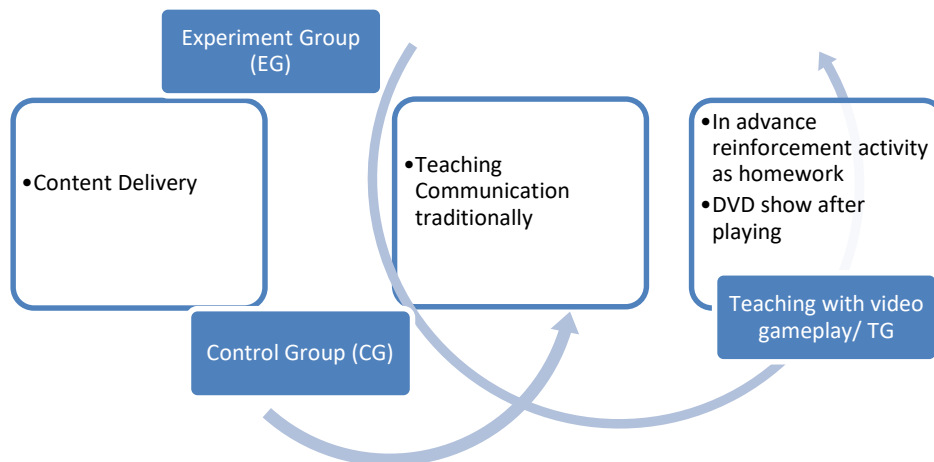 Experiment Group
(EG)
•Content Delivery
Control Group (CG)
•Teaching
Communication
traditionally
•In advance
reinforcement activity
as homework
•DVD show after
playing
Teaching with video
gameplay/ TG